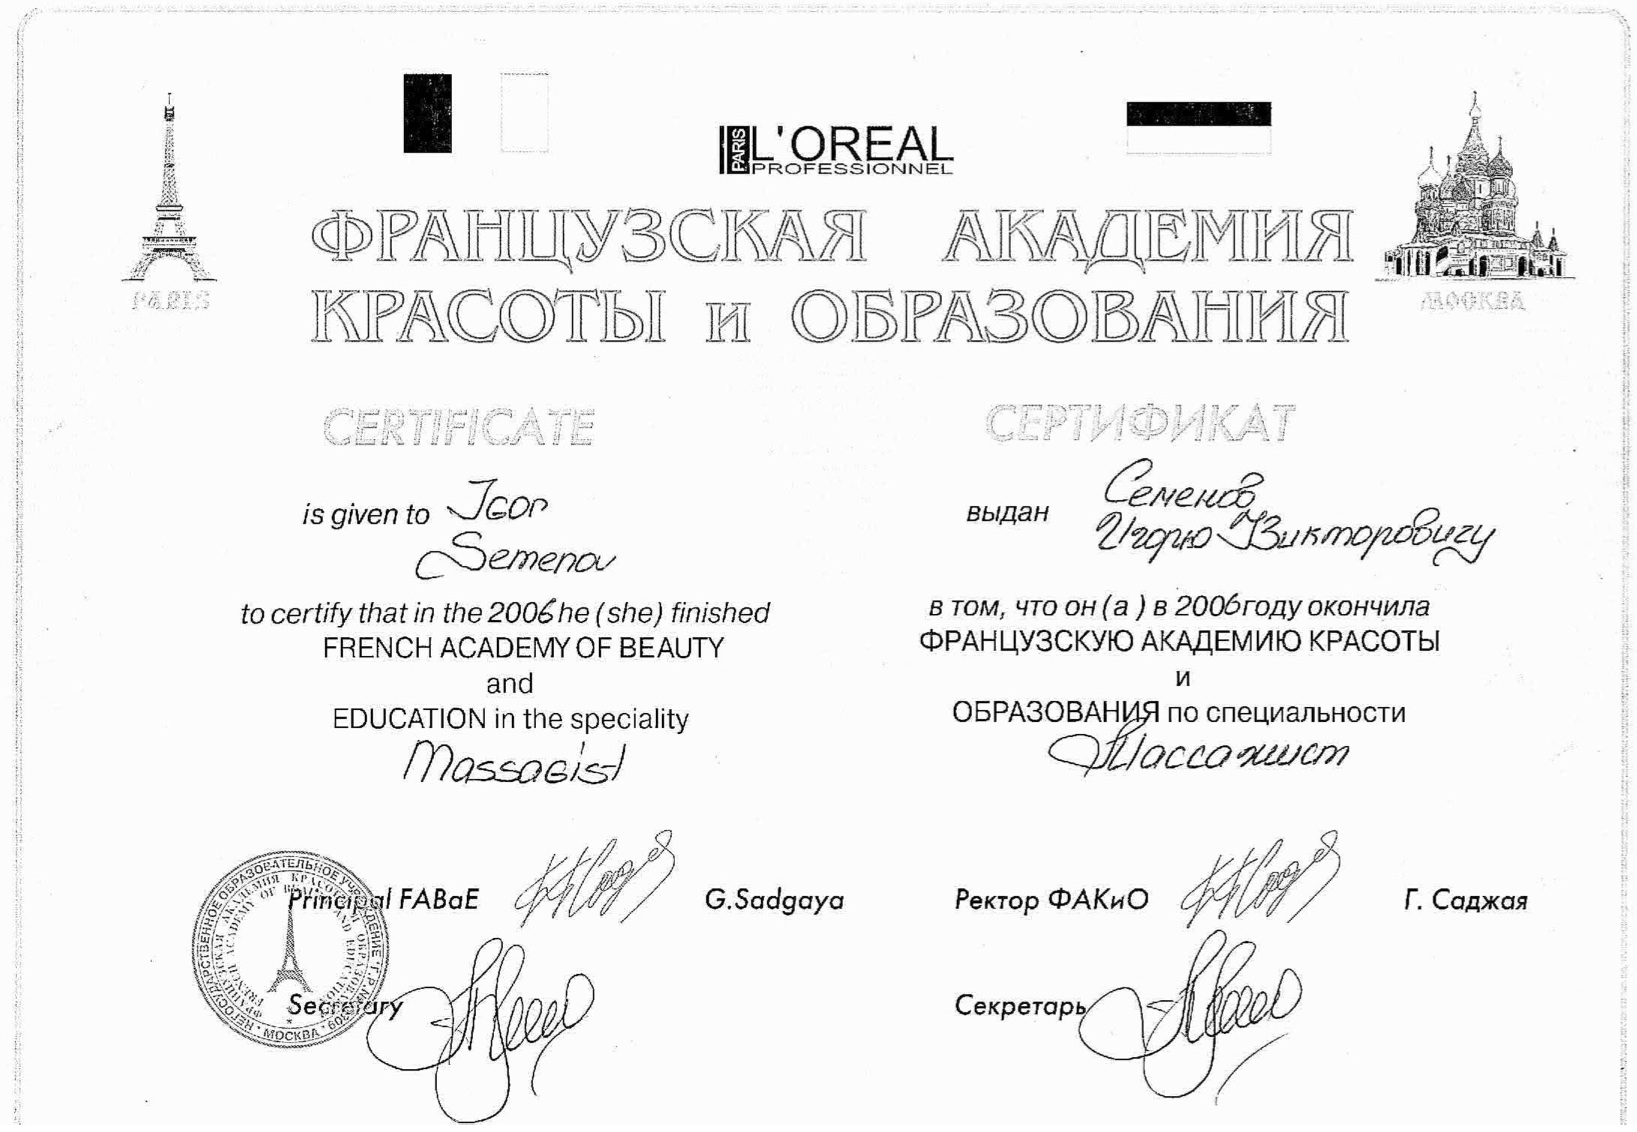 PARIS
L'OREAL
PROFESSIONNEL
ФРАНЦУЗСКАЯ АКАДЕМИЯ
КРАСОТЫ и ОБРАЗОВАНИЯ
PARIS
МОСКВА
CERTIFICATE
is given to Igor
Semenov
to certify that in the 2006 he (she) finished
FRENCH ACADEMY OF BEAUTY
and
EDUCATION in the speciality
Massagist
Principal FABaE G.Sadgaya
Secretary
СЕРТИФИКАТ
выдан Семенов
Игорю Викторовичу
в том, что он (а ) в 2006 году окончила
ФРАНЦУЗСКУЮ АКАДЕМИЮ КРАСОТЫ
и
ОБРАЗОВАНИЯ по специальности
Массажист
Ректор ФАКиО Г. Саджая
Секретарь
НЕГОСУДАРСТВЕННОЕ ОБРАЗОВАТЕЛЬНОЕ УЧРЕЖДЕНИЕ
ФРАНЦУЗСКАЯ АКАДЕМИЯ КРАСОТЫ И ОБРАЗОВАНИЯ
FRENCH ACADEMY OF BEAUTY AND EDUCATION
МОСКВА